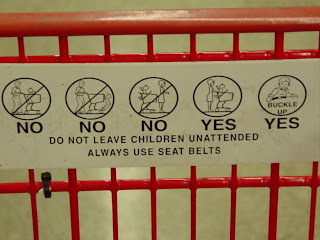 BUCKLE
UP
NO NO NO YES YES
DO NOT LEAVE CHILDREN UNATTENDED
ALWAYS USE SEAT BELTS